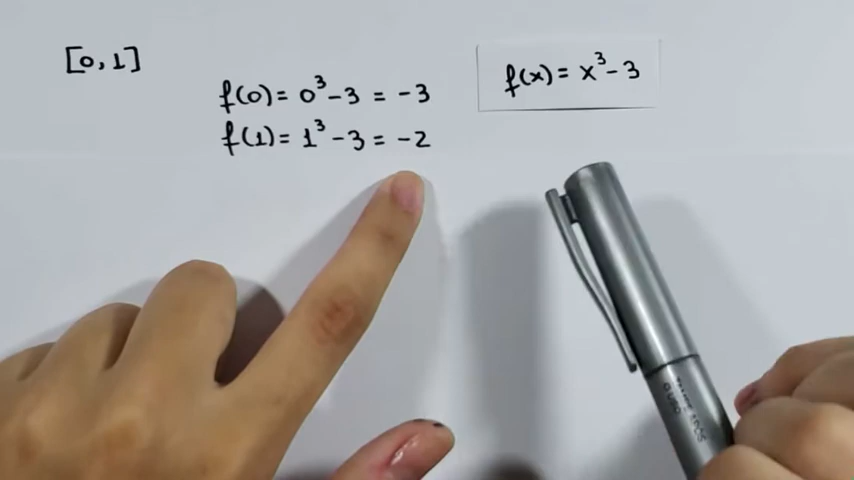 [0,1]
f(x) = x³ - 3
f(0) = 0³ - 3 = -3
f(1) = 1³ - 3 = -2